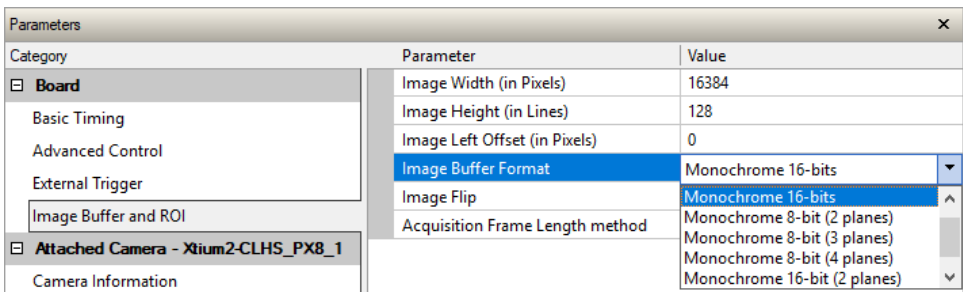 Parameters ×
Category Parameter Value
Board Image Width (in Pixels) 16384
Basic Timing Image Height (in Lines) 128
Advanced Control Image Left Offset (in Pixels) 0
External Trigger Image Buffer Format Monochrome 16-bits
Image Buffer and ROI Image Flip Monochrome 16-bits
Monochrome 8-bit (2 planes)
Attached Camera - Xtium2-CLHS_PX8_1 Acquisition Frame Length method Monochrome 8-bit (3 planes)
Monochrome 8-bit (4 planes)
Camera Information Monochrome 16-bit (2 planes)